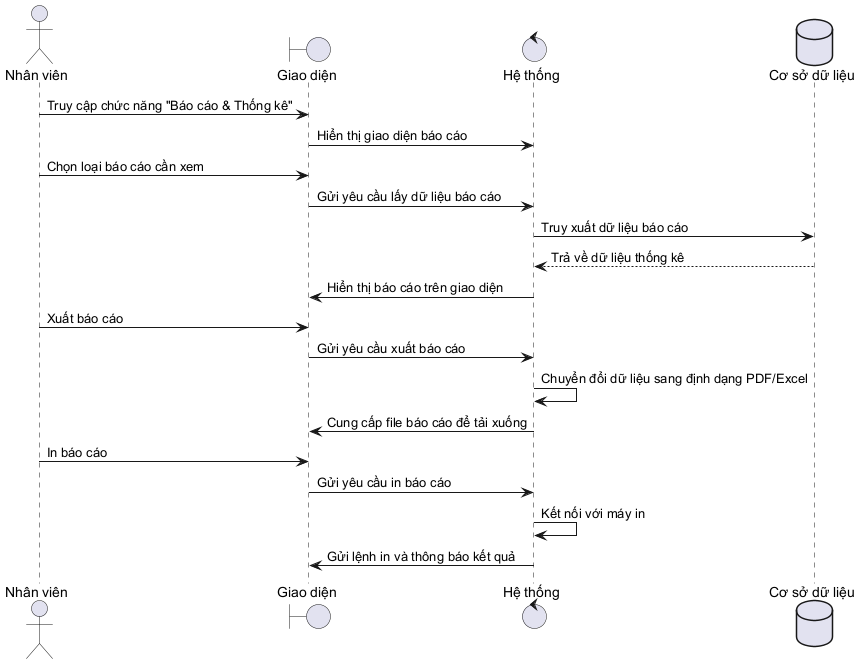 Nhân viên
Giao diện
Hệ thống
Cơ sở dữ liệu
Truy cập chức năng "Báo cáo & Thống kê"
Hiển thị giao diện báo cáo
Chọn loại báo cáo cần xem
Gửi yêu cầu lấy dữ liệu báo cáo
Truy xuất dữ liệu báo cáo
Trả về dữ liệu thống kê
Hiển thị báo cáo trên giao diện
Xuất báo cáo
Gửi yêu cầu xuất báo cáo
Chuyển đổi dữ liệu sang định dạng PDF/Excel
Cung cấp file báo cáo để tải xuống
In báo cáo
Gửi yêu cầu in báo cáo
Kết nối với máy in
Gửi lệnh in và thông báo kết quả
Nhân viên
Giao diện
Hệ thống
Cơ sở dữ liệu